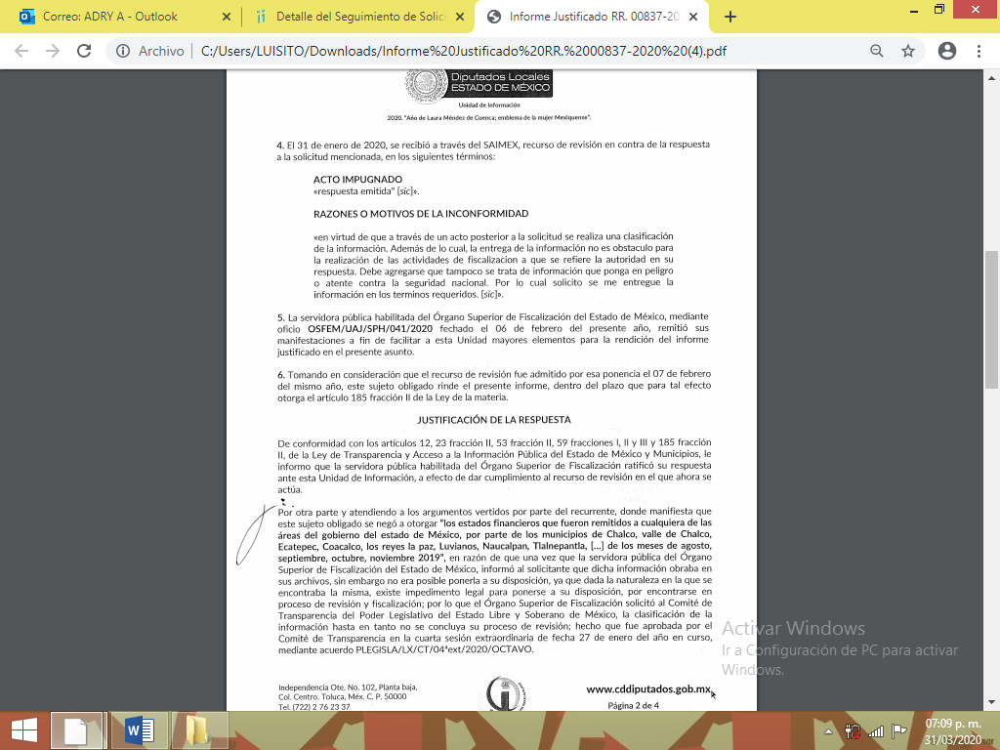 Correo: ADRY A - Outlook
Detalle del Seguimiento de Solic
Informe Justificado RR. 00837-20
Archivo
C:/Users/LUISITO/Downloads/Informe%20Justificado%20RR.%2000837-2020%20(4).pdf
Diputados Locales
ESTADO DE MÉXICO
Unidad de Información
2020. "Año de Laura Méndez de Cuenca; emblema de la mujer Mexiquense".
4. El 31 de enero de 2020, se recibió a través del SAIMEX, recurso de revisión en contra de la respuesta
a la solicitud mencionada, en los siguientes términos:
ACTO IMPUGNADO
«respuesta emitida" [sic]».
RAZONES O MOTIVOS DE LA INCONFORMIDAD
«en virtud de que a través de un acto posterior a la solicitud se realiza una clasificación
de la información. Además de lo cual, la entrega de la información no es obstaculo para
la realización de las actividades de fiscalizacion a que se refiere la autoridad en su
respuesta. Debe agregarse que tampoco se trata de información que ponga en peligro
o atente contra la seguridad nacional. Por lo cual solicito se me entregue la
información en los terminos requeridos. [sic]».
5. La servidora pública habilitada del Órgano Superior de Fiscalización del Estado de México, mediante
oficio OSFEM/UAJ/SPH/041/2020 fechado el 06 de febrero del presente año, remitió sus
manifestaciones a fin de facilitar a esta Unidad mayores elementos para la rendición del informe
justificado en el presente asunto.
6. Tomando en consideración que el recurso de revisión fue admitido por esa ponencia el 07 de febrero
del mismo año, este sujeto obligado rinde el presente informe, dentro del plazo que para tal efecto
otorga el artículo 185 fracción II de la Ley de la materia.
JUSTIFICACIÓN DE LA RESPUESTA
De conformidad con los artículos 12, 23 fracción II, 53 fracción II, 59 fracciones I, II y III y 185 fracción
II, de la Ley de Transparencia y Acceso a la Información Pública del Estado de México y Municipios, le
informo que la servidora pública habilitada del Órgano Superior de Fiscalización ratificó su respuesta
ante esta Unidad de Información, a efecto de dar cumplimiento al recurso de revisión en el que ahora se
actúa.
Por otra parte y atendiendo a los argumentos vertidos por parte del recurrente, donde manifiesta que
este sujeto obligado se negó a otorgar "los estados financieros que fueron remitidos a cualquiera de las
áreas del gobierno del estado de México, por parte de los municipios de Chalco, valle de Chalco,
Ecatepec, Coacalco, los reyes la paz, Luvianos, Naucalpan, Tlalnepantla, [...] de los meses de agosto,
septiembre, octubre, noviembre 2019", en razón de que una vez que la servidora pública del Órgano
Superior de Fiscalización del Estado de México, informó al solicitante que dicha información obraba en
sus archivos, sin embargo no era posible ponerla a su disposición, ya que dada la naturaleza en la que se
encontraba la misma, existe impedimento legal para ponerse a su disposición, por encontrarse en
proceso de revisión y fiscalización; por lo que el Órgano Superior de Fiscalización solicitó al Comité de
Transparencia del Poder Legislativo del Estado Libre y Soberano de México, la clasificación de la
información hasta en tanto no se concluya su proceso de revisión; hecho que fue aprobada por el
Comité de Transparencia en la cuarta sesión extraordinaria de fecha 27 de enero del año en curso,
mediante acuerdo PLEGISLA/LX/CT/04ªext/2020/OCTAVO.
Independencia Ote. No. 102, Planta baja,
Col. Centro. Toluca, Méx. C. P. 50000
Tel. (722) 2 76 23 37
www.cddiputados.gob.mx
Página 2 de 4
Activar Windows
Ir a Configuración de PC para activar
Windows.
07:09 p. m.
31/03/2020